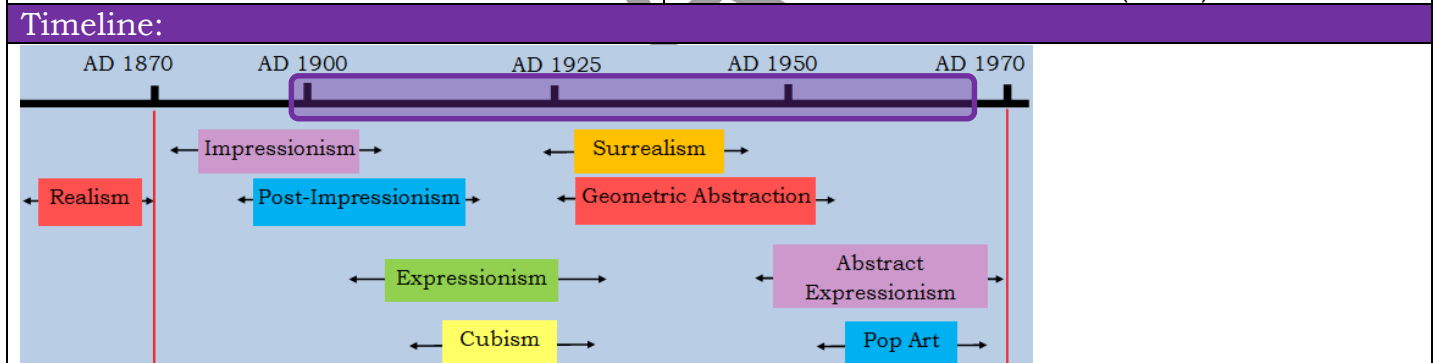 Timeline:
AD 1870 AD 1900 AD 1925 AD 1950 AD 1970
Impressionism Surrealism
Realism Post-Impressionism Geometric Abstraction
Expressionism Abstract
Expressionism
Cubism Pop Art